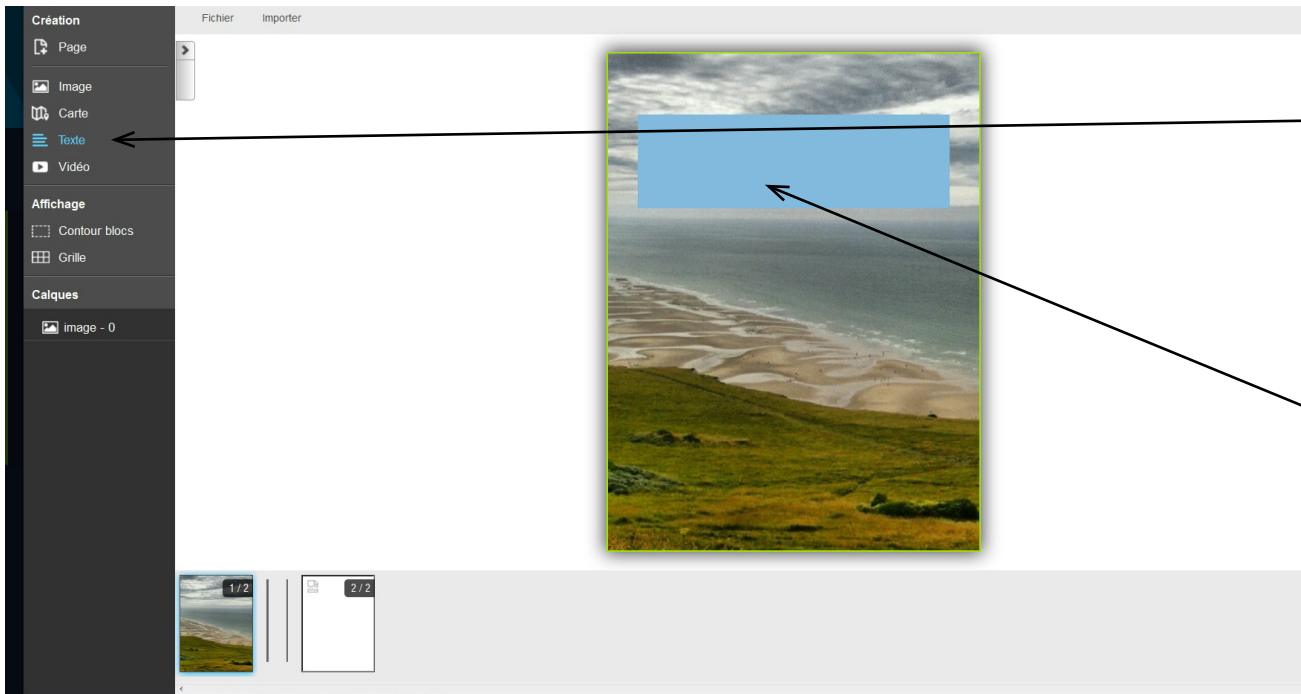 Création
Fichier Importer
Page
Image
Carte
Texte
Vidéo
Affichage
Contour blocs
Grille
Calques
image - 0
1 / 2
2 / 2